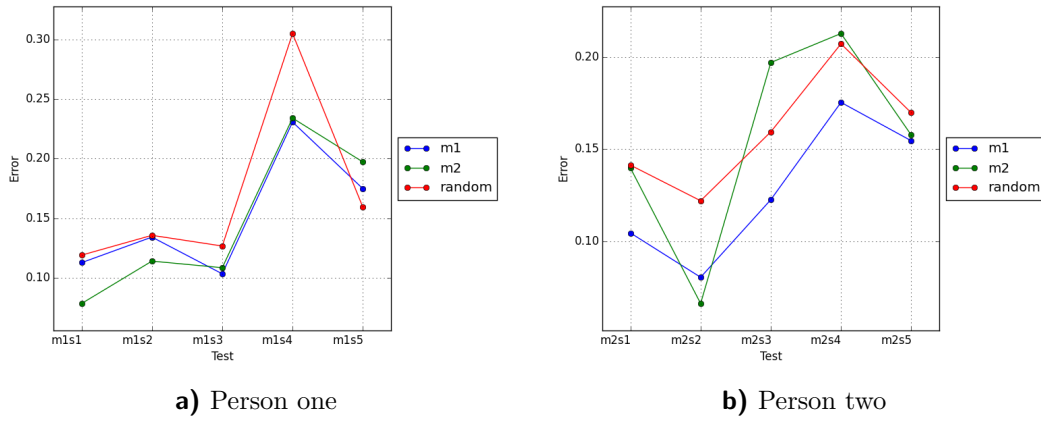 0.30
0.25
0.20
0.15
0.10
Error
m1s1 m1s2 m1s3 m1s4 m1s5
Test
m1
m2
random
a) Person one
0.20
0.15
0.10
Error
m2s1 m2s2 m2s3 m2s4 m2s5
Test
m1
m2
random
b) Person two